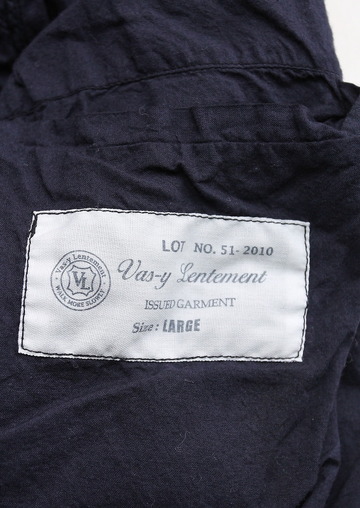 LOT NO. 51-2010
Vas-y Lentement
VL
WALK MORE SLOWLY
Vas-y Lentement
ISSUED GARMENT
Size: LARGE